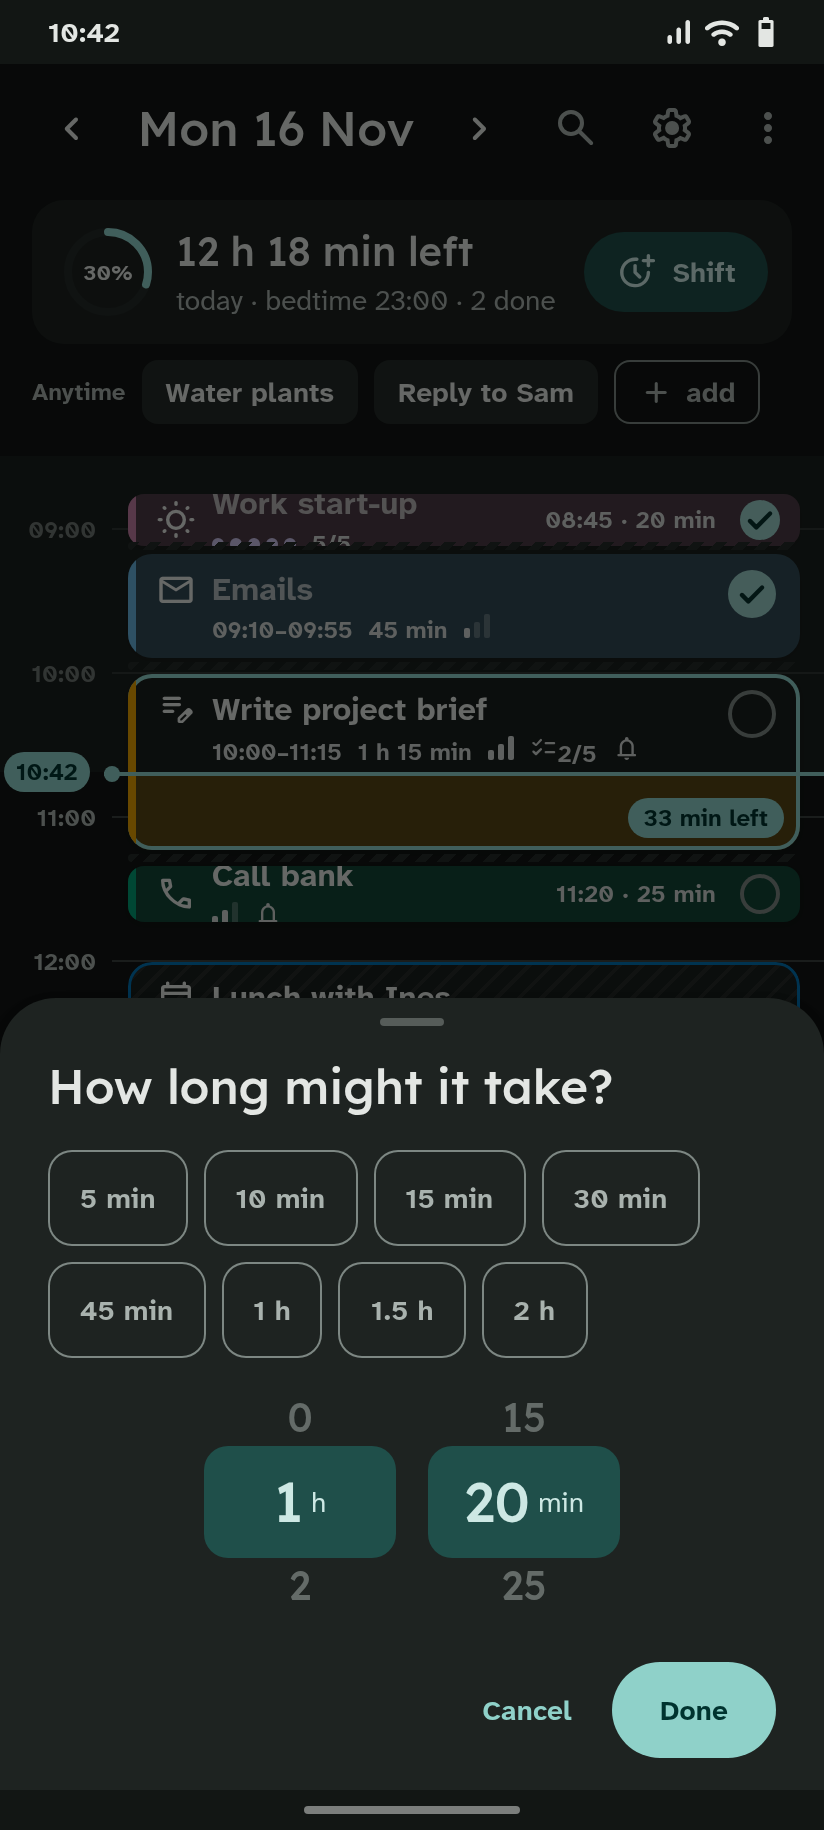 10:42
Mon 16 Nov
30%
12 h 18 min left
today · bedtime 23:00 · 2 done
Shift
Anytime
Water plants
Reply to Sam
+ add
09:00
Work start-up
5/5
08:45 · 20 min
Emails
09:10–09:55 45 min
10:00
Write project brief
10:00–11:15 1 h 15 min 2/5
10:42
11:00
33 min left
Call bank
11:20 · 25 min
12:00
Lunch with Ines
How long might it take?
5 min
10 min
15 min
30 min
45 min
1 h
1.5 h
2 h
0 15
1 h 20 min
2 25
Cancel
Done